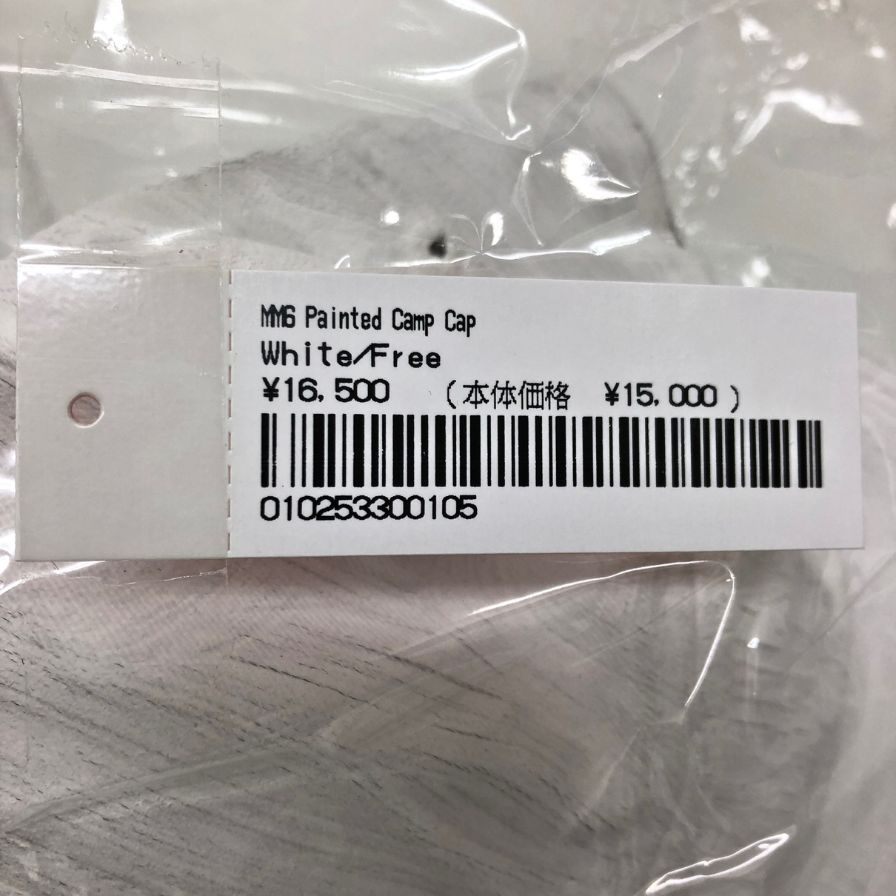 MM6 Painted Camp Cap
White/Free
¥16,500 (本体価格 ¥15,000)
010253300105